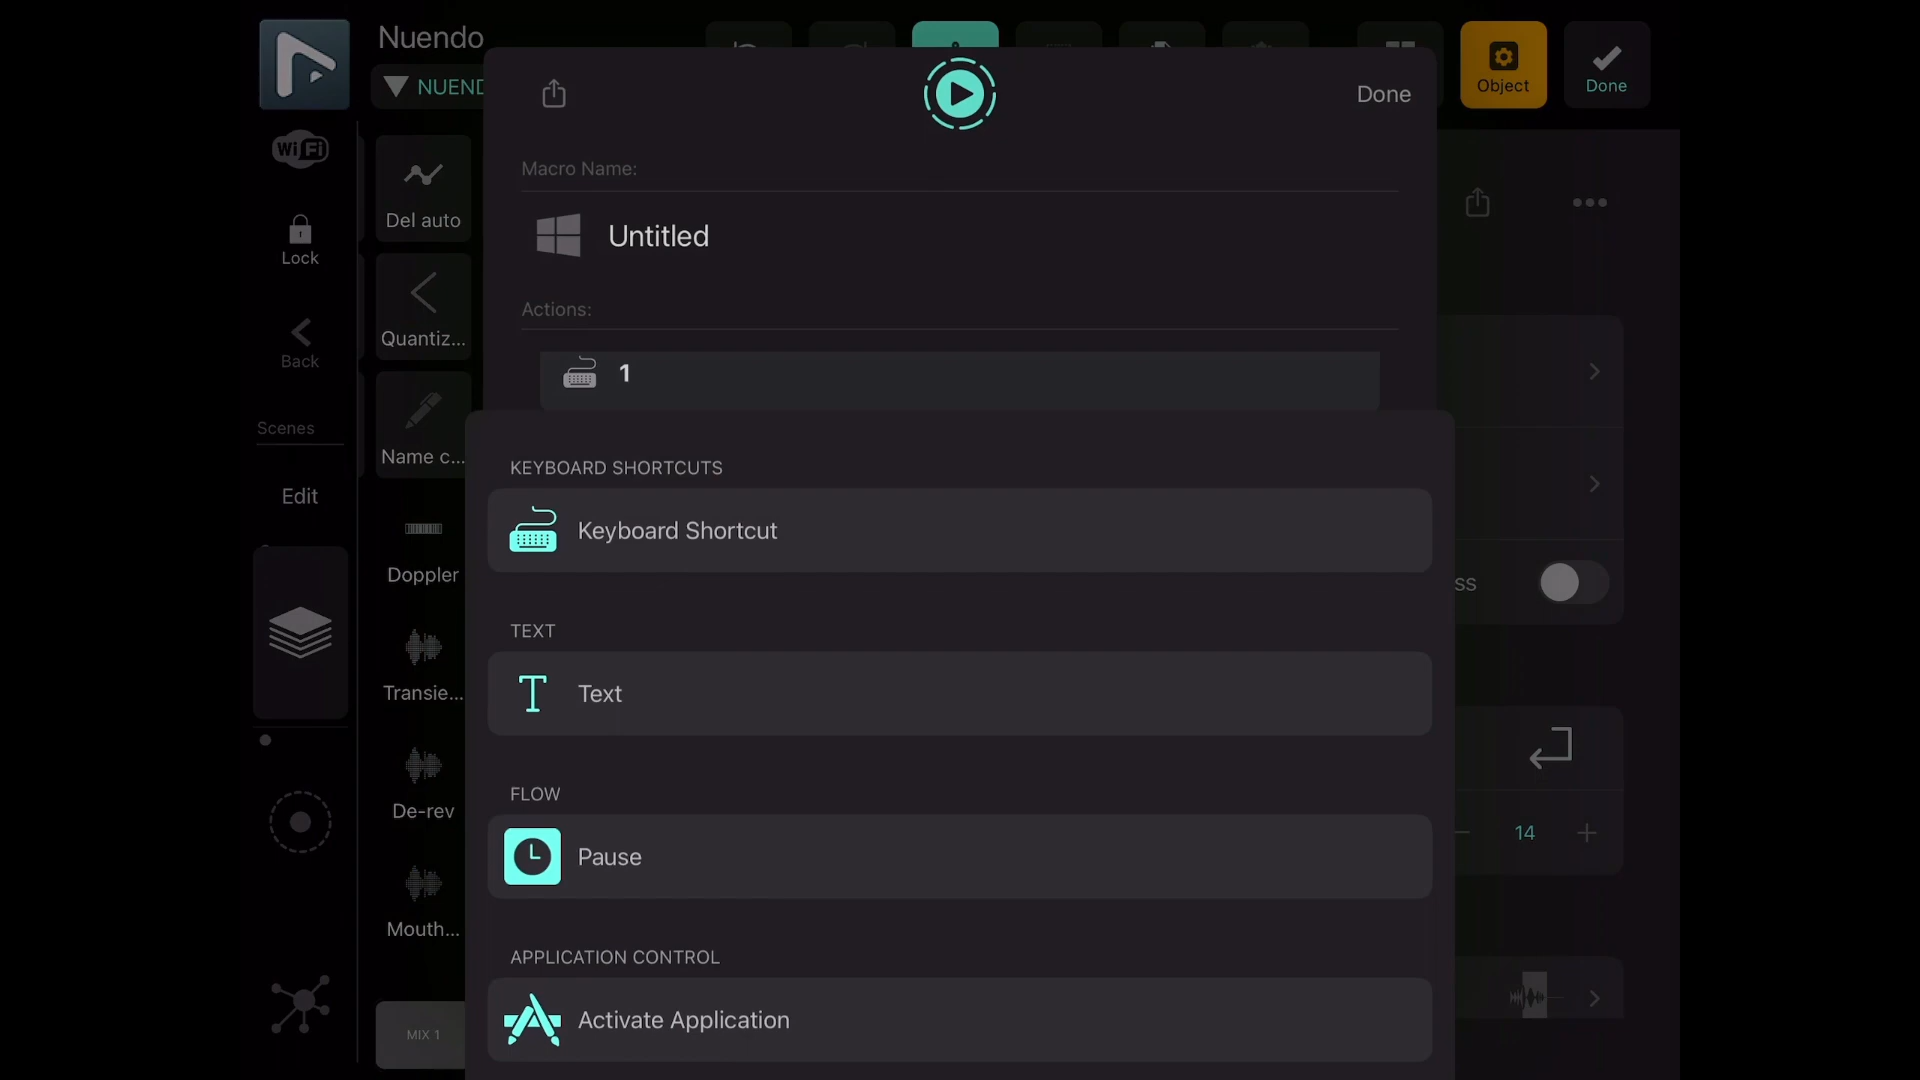 Nuendo
NUEND
Object
Done
Done
WiFi
Lock
Back
Scenes
Edit
Del auto
Quantiz...
Name c...
Doppler
Transie...
De-rev
Mouth...
MIX 1
Macro Name:
Untitled
Actions:
1
KEYBOARD SHORTCUTS
Keyboard Shortcut
TEXT
Text
FLOW
Pause
APPLICATION CONTROL
Activate Application
ss
14